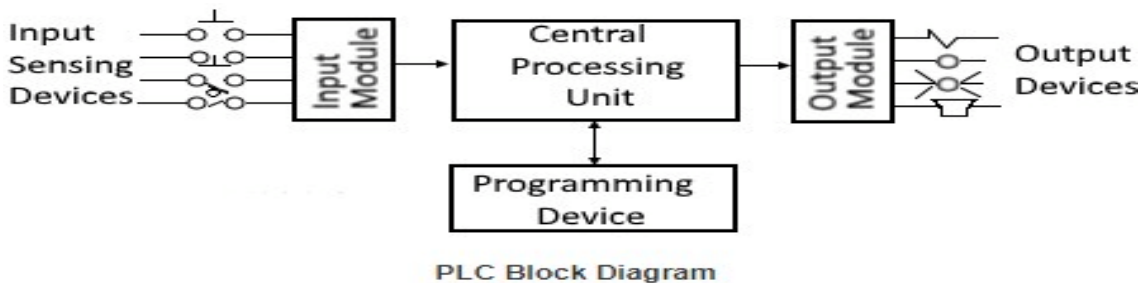 Input
Sensing
Devices
Input
Module
Central
Processing
Unit
Output
Module
Output
Devices
Programming
Device
PLC Block Diagram